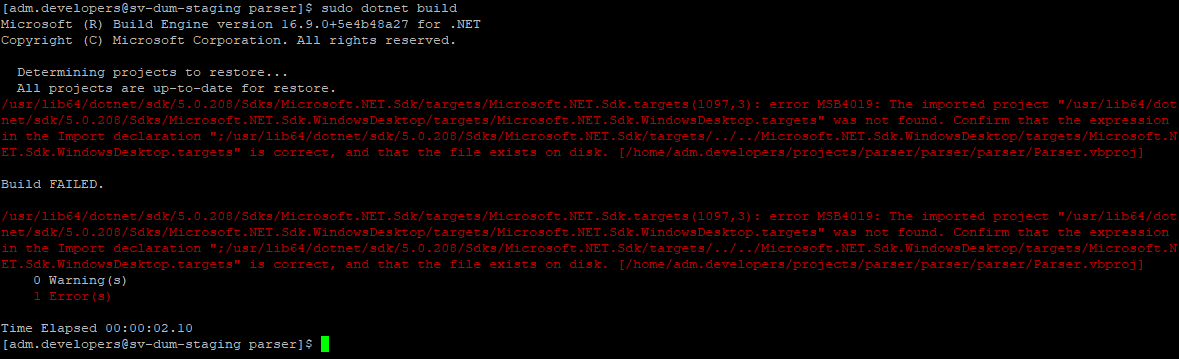 [adm.developers@sv-dum-staging parser]$ sudo dotnet build
Microsoft (R) Build Engine version 16.9.0+5e4b48a27 for .NET
Copyright (C) Microsoft Corporation. All rights reserved.
Determining projects to restore...
All projects are up-to-date for restore.
/usr/lib64/dotnet/sdk/5.0.208/Sdks/Microsoft.NET.Sdk/targets/Microsoft.NET.Sdk.targets(1097,3): error MSB4019: The imported project "/usr/lib64/dot
net/sdk/5.0.208/Sdks/Microsoft.NET.Sdk.WindowsDesktop/targets/Microsoft.NET.Sdk.WindowsDesktop.targets" was not found. Confirm that the expression
in the Import declaration ";/usr/lib64/dotnet/sdk/5.0.208/Sdks/Microsoft.NET.Sdk/targets/../../Microsoft.NET.Sdk.WindowsDesktop/targets/Microsoft.N
ET.Sdk.WindowsDesktop.targets" is correct, and that the file exists on disk. [/home/adm.developers/projects/parser/parser/parser/Parser.vbproj]
Build FAILED.
/usr/lib64/dotnet/sdk/5.0.208/Sdks/Microsoft.NET.Sdk/targets/Microsoft.NET.Sdk.targets(1097,3): error MSB4019: The imported project "/usr/lib64/dot
net/sdk/5.0.208/Sdks/Microsoft.NET.Sdk.WindowsDesktop/targets/Microsoft.NET.Sdk.WindowsDesktop.targets" was not found. Confirm that the expression
in the Import declaration ";/usr/lib64/dotnet/sdk/5.0.208/Sdks/Microsoft.NET.Sdk/targets/../../Microsoft.NET.Sdk.WindowsDesktop/targets/Microsoft.N
ET.Sdk.WindowsDesktop.targets" is correct, and that the file exists on disk. [/home/adm.developers/projects/parser/parser/parser/Parser.vbproj]
0 Warning(s)
1 Error(s)
Time Elapsed 00:00:02.10
[adm.developers@sv-dum-staging parser]$